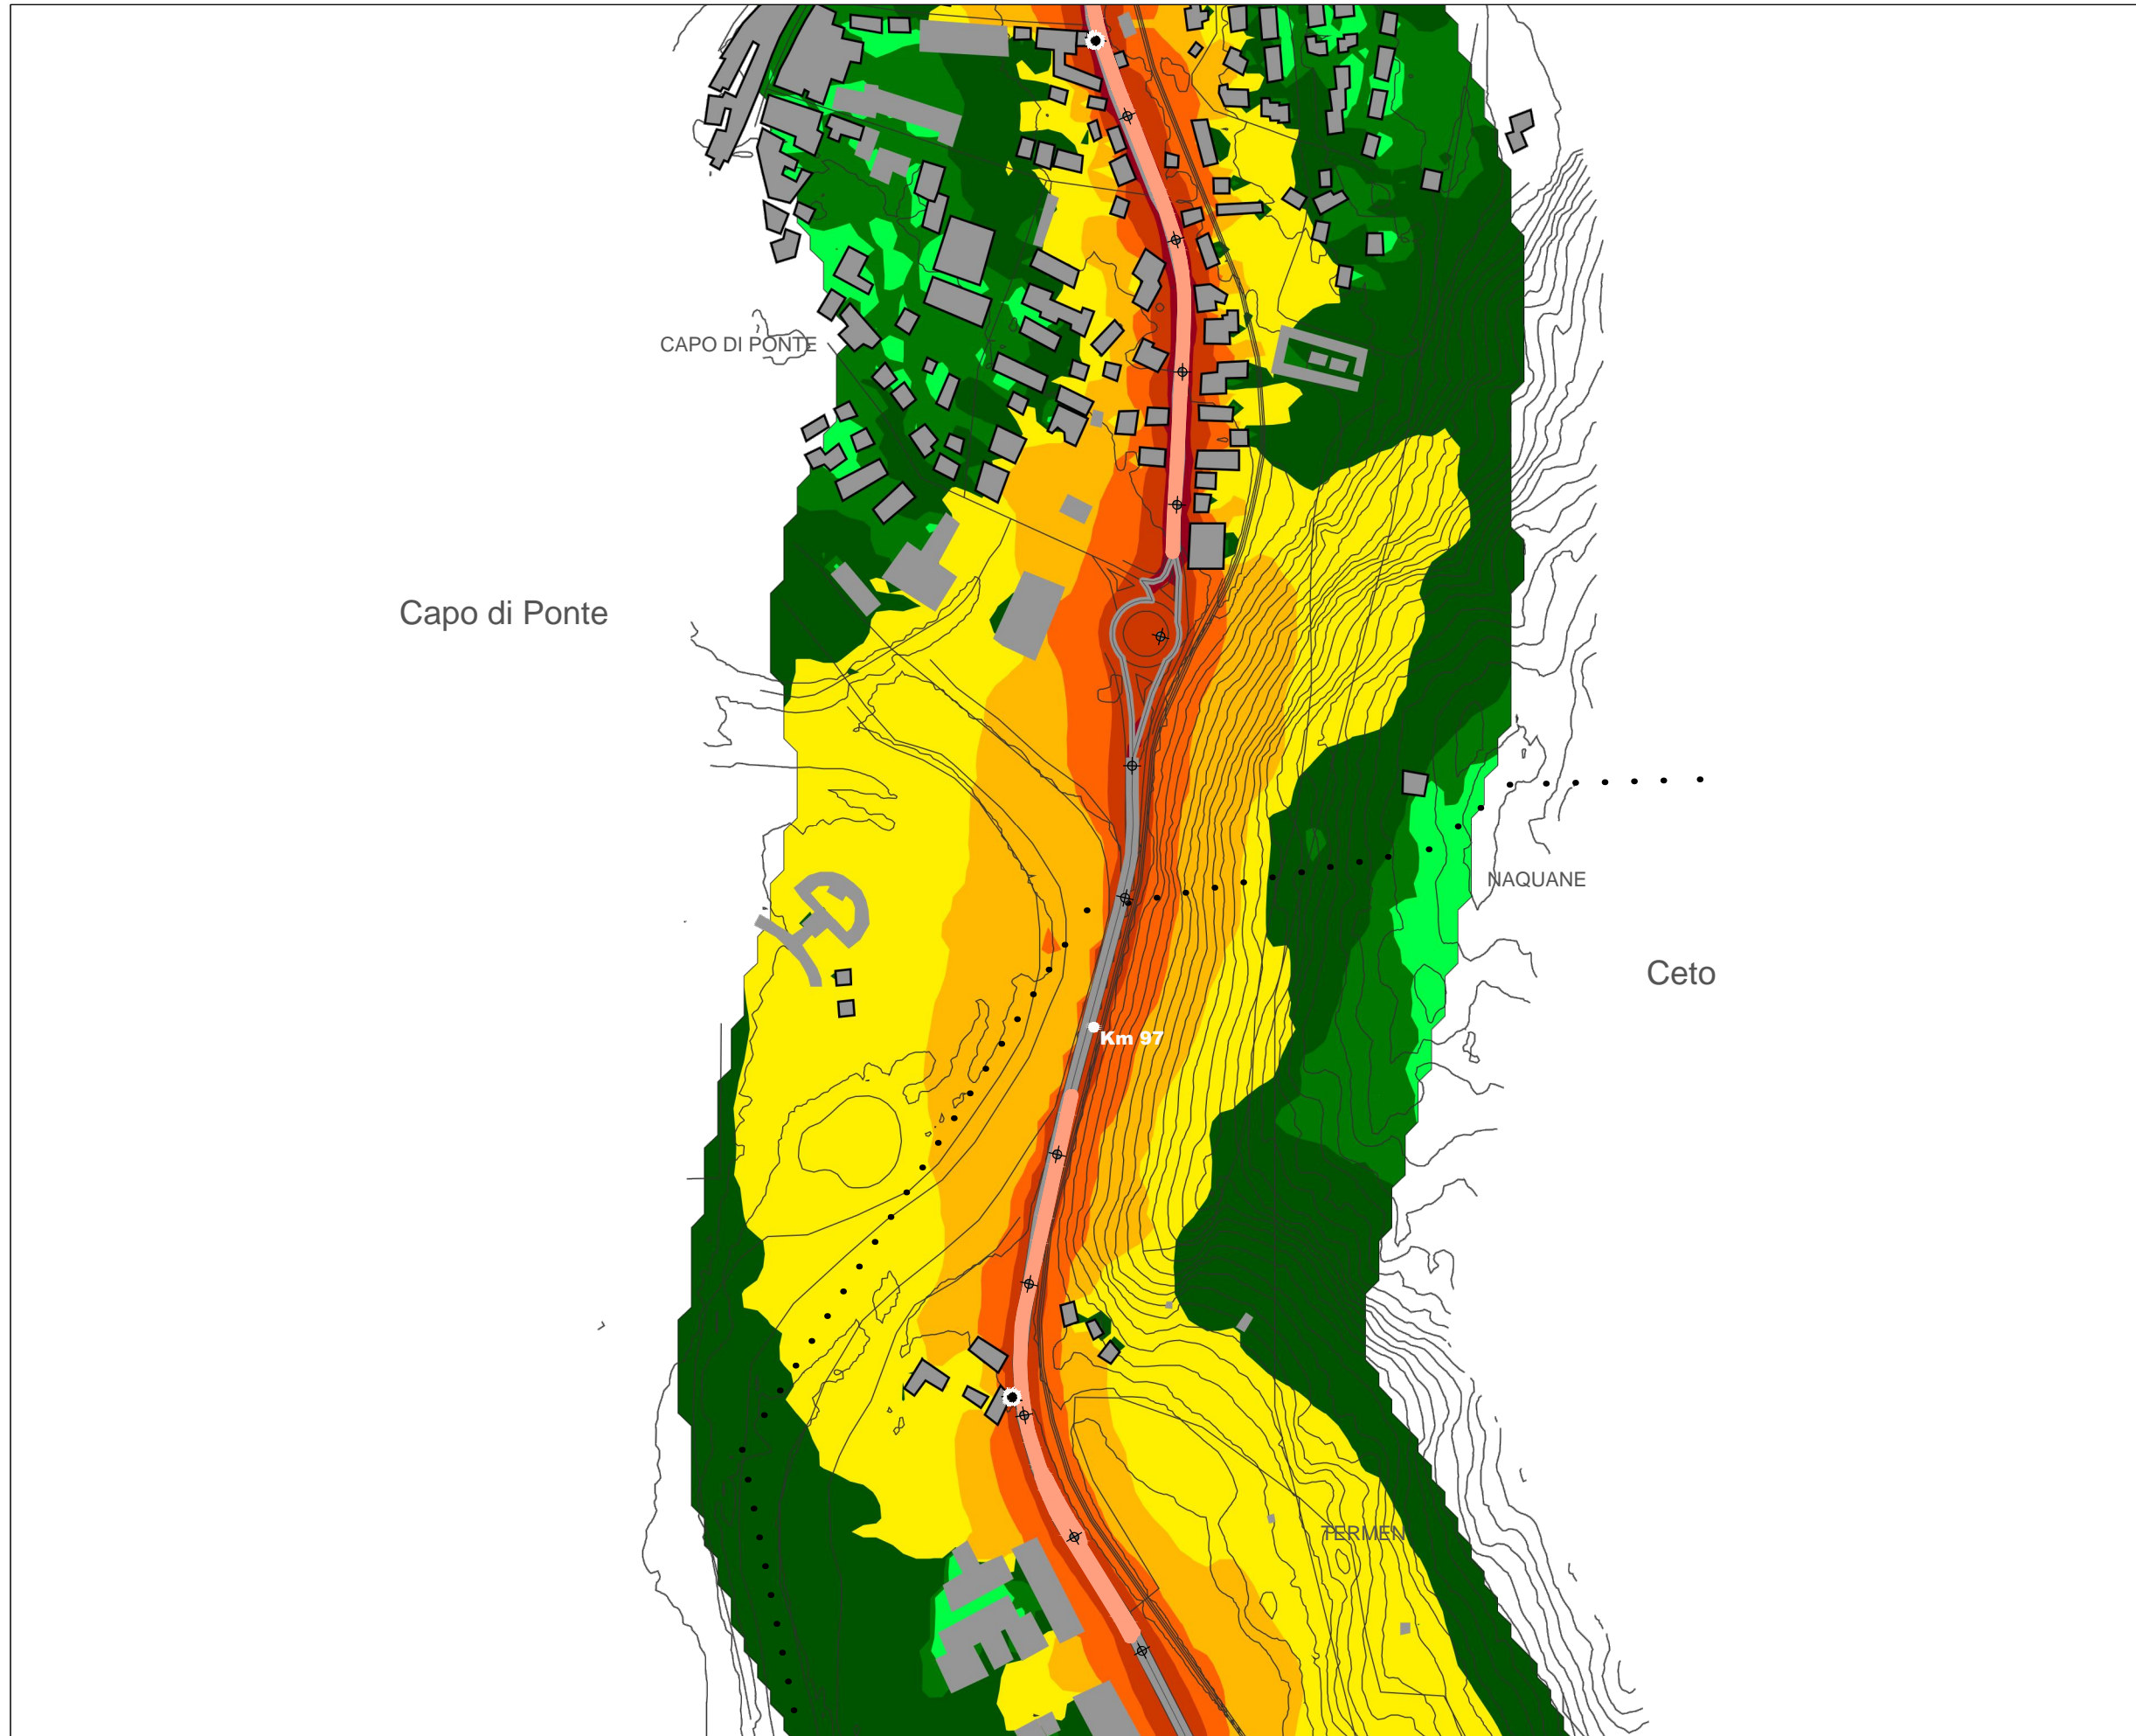 CAPO DI PONTE
Capo di Ponte
NAQUANE
Ceto
Km 97
TERMEN